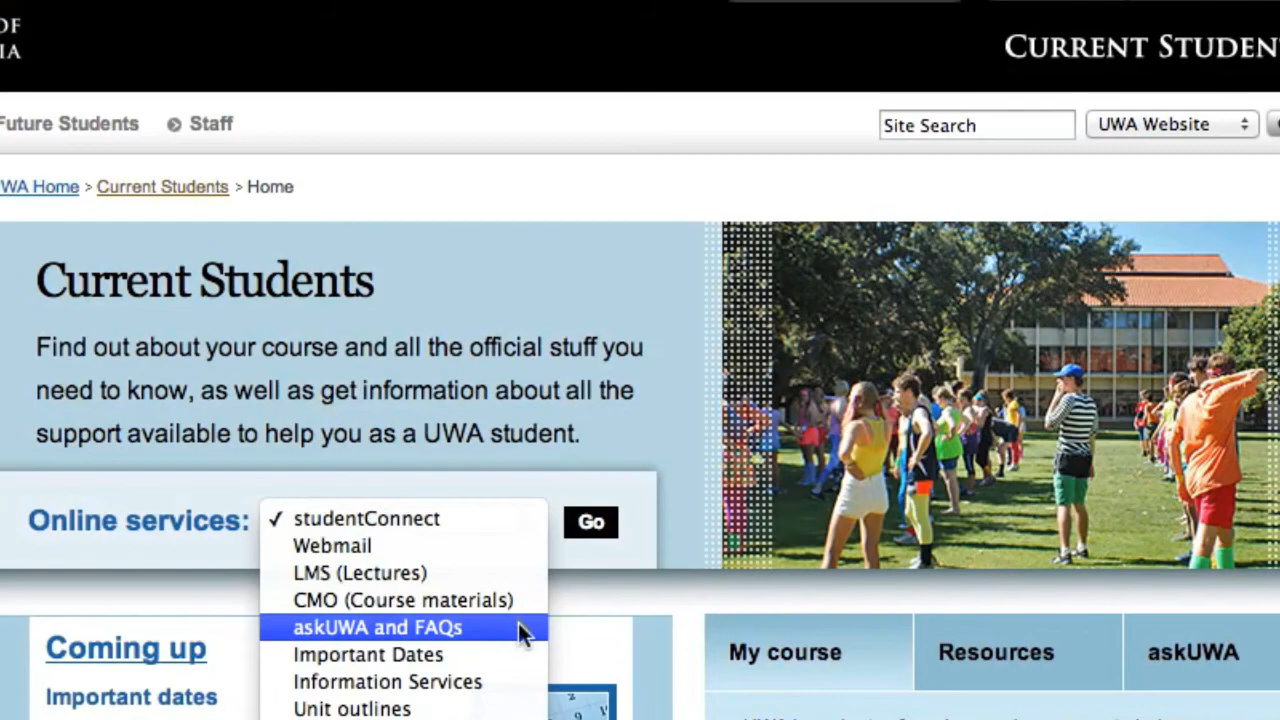 OF
IA
CURRENT STUDEN
Future Students
Staff
Site Search
UWA Website
WA Home > Current Students > Home
Current Students
Find out about your course and all the official stuff you
need to know, as well as get information about all the
support available to help you as a UWA student.
Online services:
✓ studentConnect
Go
Webmail
LMS (Lectures)
CMO (Course materials)
askUWA and FAQs
Important Dates
Information Services
Unit outlines
Coming up
Important dates
My course
Resources
askUWA